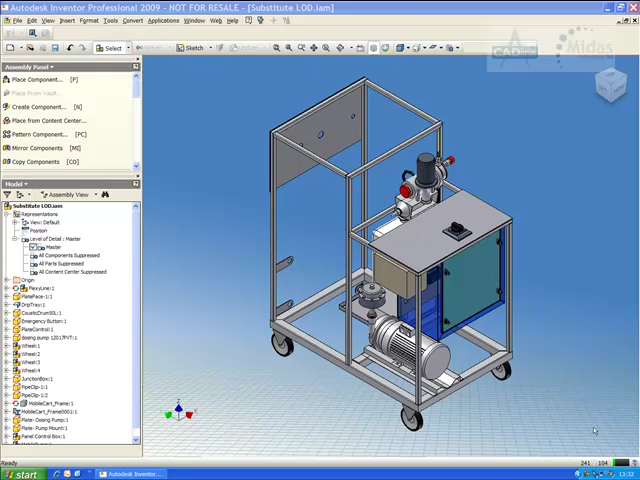 Autodesk Inventor Professional 2009 - NOT FOR RESALE - [Substitute LOD.iam]
File Edit View Insert Format Tools Convert Applications Window Web Help
Select Sketch
CAD Midas
Assembly Panel
Place Component... [P]
Place From Vault...
Create Component... [N]
Place from Content Center...
Pattern Component... [PC]
Mirror Components [MI]
Copy Components [CO]
Model
Assembly View
Substitute LOD.iam
Representations
View: Default
Position
Level of Detail : Master
Master
All Components Suppressed
All Parts Suppressed
All Content Center Suppressed
Origin
FlexyLine:1
PlateFace-1:1
DripTray:1
CausticDrum50L:1
Emergency Button:1
PlateControl:1
dosing pump 12017PVT:1
Wheel:1
Wheel:2
Wheel:3
Wheel:4
JunctionBox:1
PipeClip-1:1
PipeClip-1:2
MobileCart_Frame:1
MobileCart_Frame0001:1
Plate- Dosing Pump:1
Plate - Pump Mount:1
Panel Control Box:1
Ready
241 104
start
Autodesk Inventor...
13:32